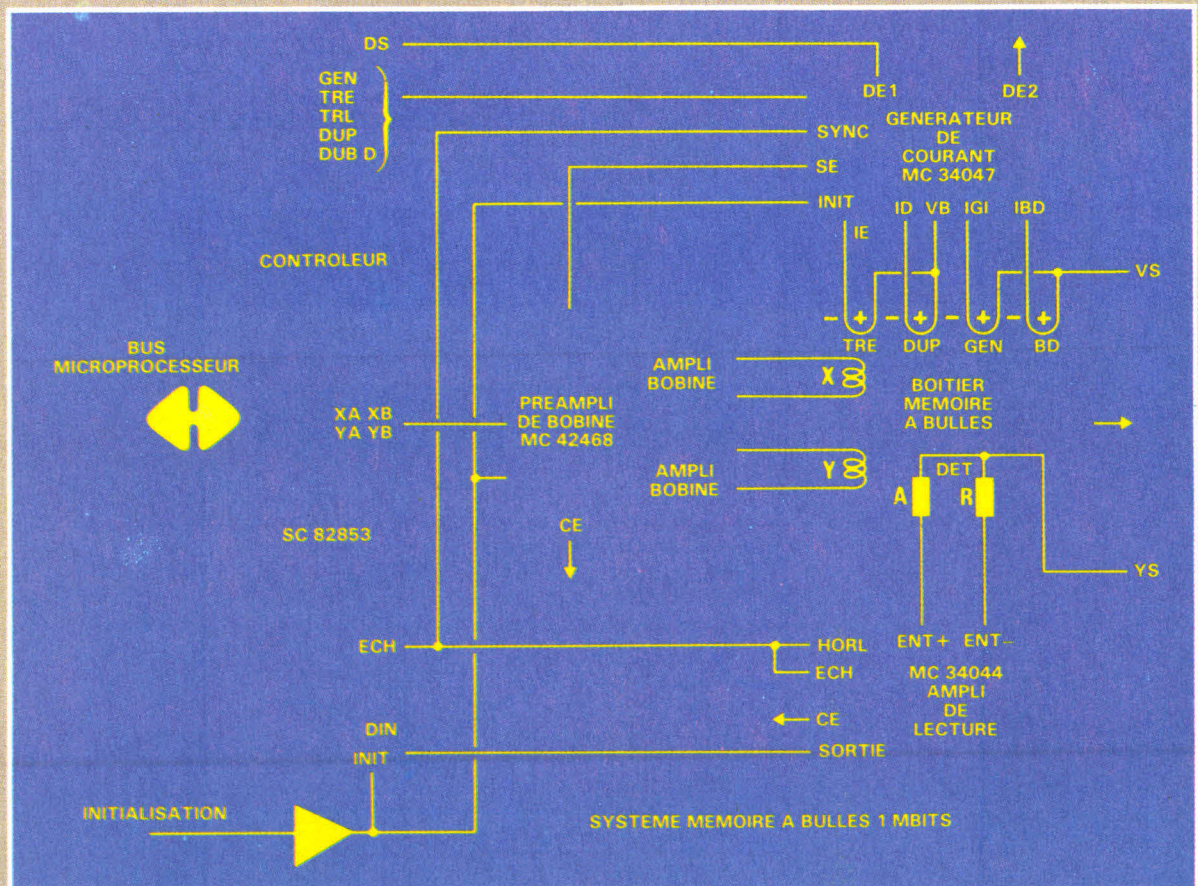 DS
GEN
TRE
TRL
DUP
DUB D
DE1
DE2
SYNC
GENERATEUR
DE
COURANT
MC 34047
SE
INIT
ID VB IGI IBD
IE
CONTROLEUR
VS
- + - + - + - +
TRE DUP GEN BD
BUS
MICROPROCESSEUR
AMPLI
BOBINE
X
BOITIER
MEMOIRE
A BULLES
XA XB
YA YB
PREAMPLI
DE BOBINE
MC 42468
AMPLI
BOBINE
Y
DET
A
R
SC 82853
CE
YS
ECH
HORL
ECH
ENT+ ENT-
MC 34044
AMPLI
DE
LECTURE
CE
DIN
INIT
SORTIE
INITIALISATION
SYSTEME MEMOIRE A BULLES 1 MBITS